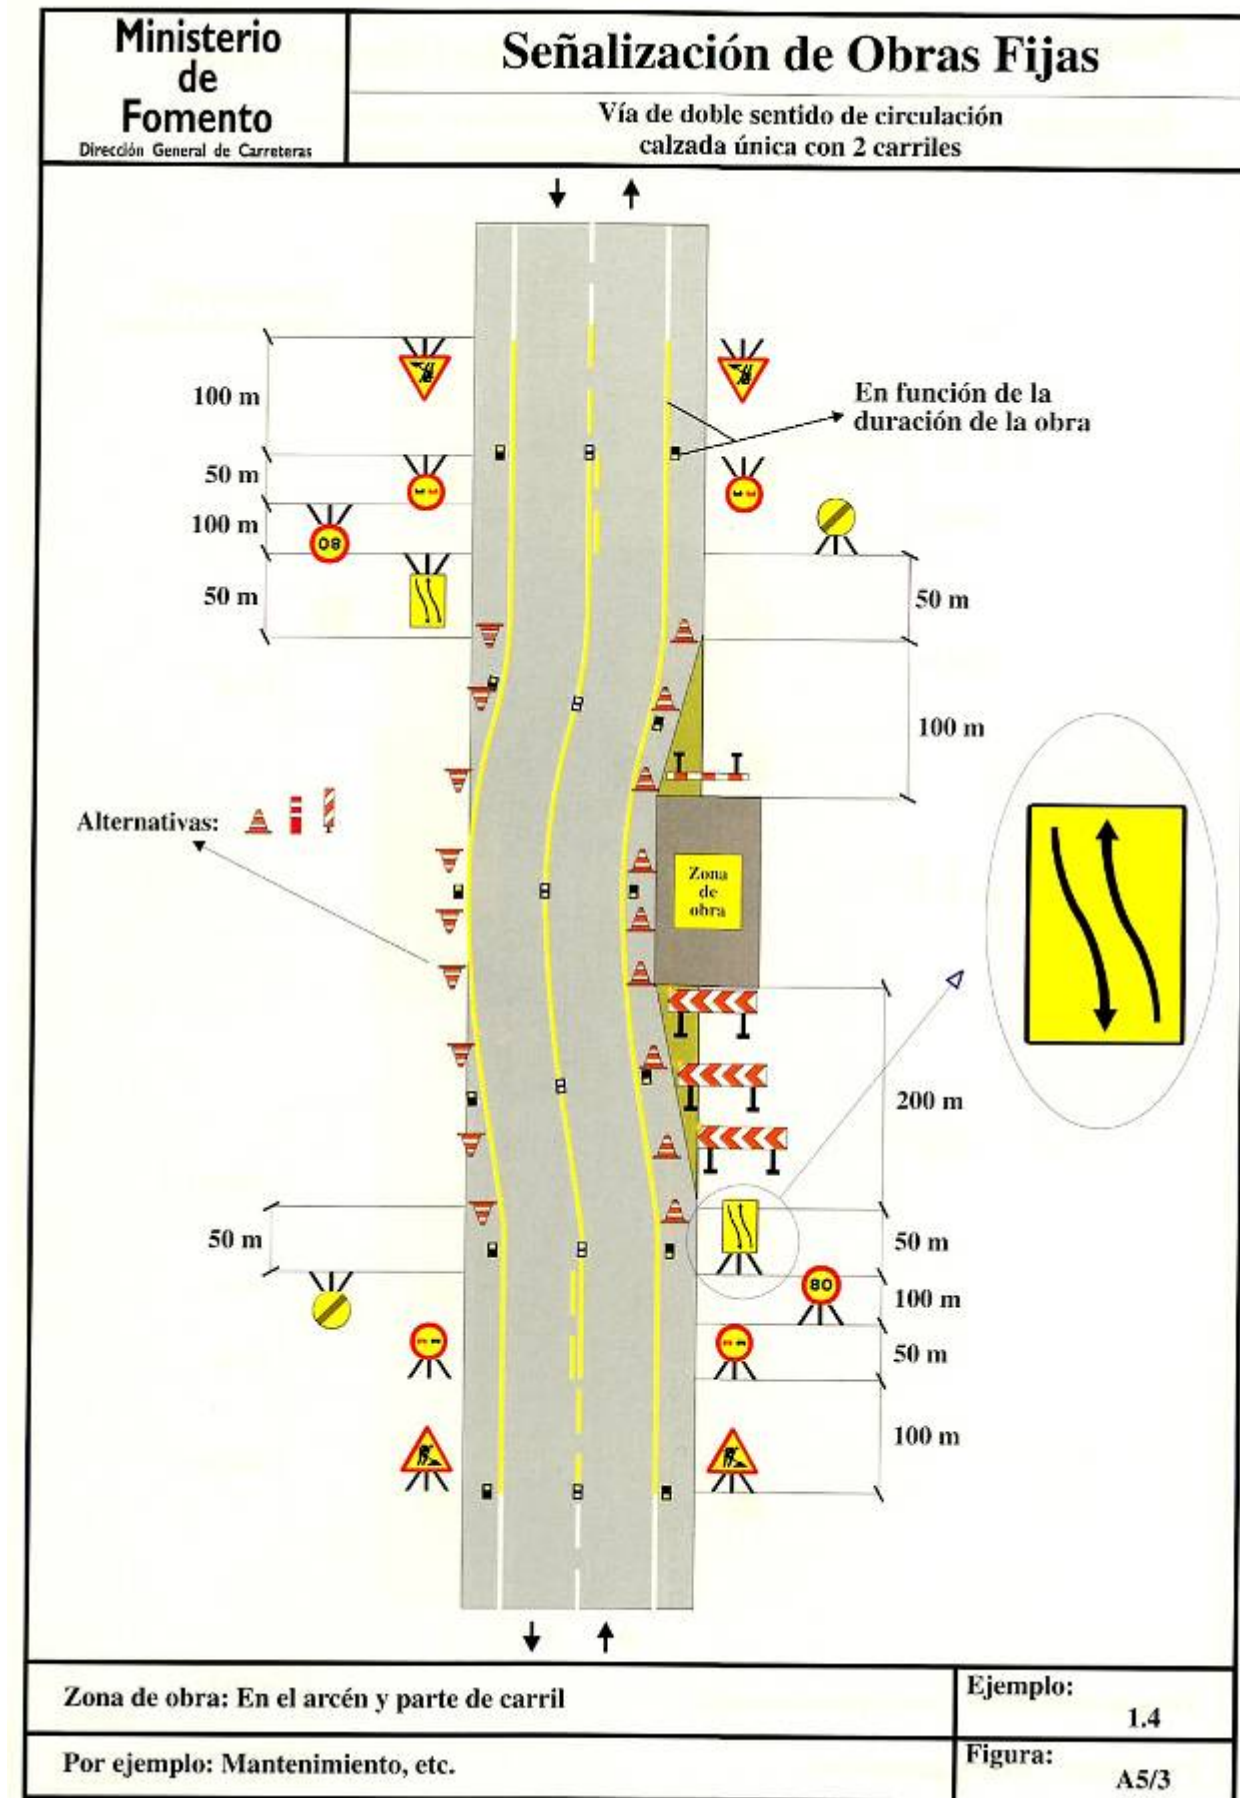 Ministerio
de
Fomento
Dirección General de Carreteras
Señalización de Obras Fijas
Vía de doble sentido de circulación
calzada única con 2 carriles
100 m
En función de la
duración de la obra
50 m
100 m
80
50 m
50 m
100 m
Alternativas:
Zona
de
obra
200 m
50 m
50 m
80
100 m
50 m
100 m
Zona de obra: En el arcén y parte de carril
Ejemplo:
1.4
Por ejemplo: Mantenimiento, etc.
Figura:
A5/3